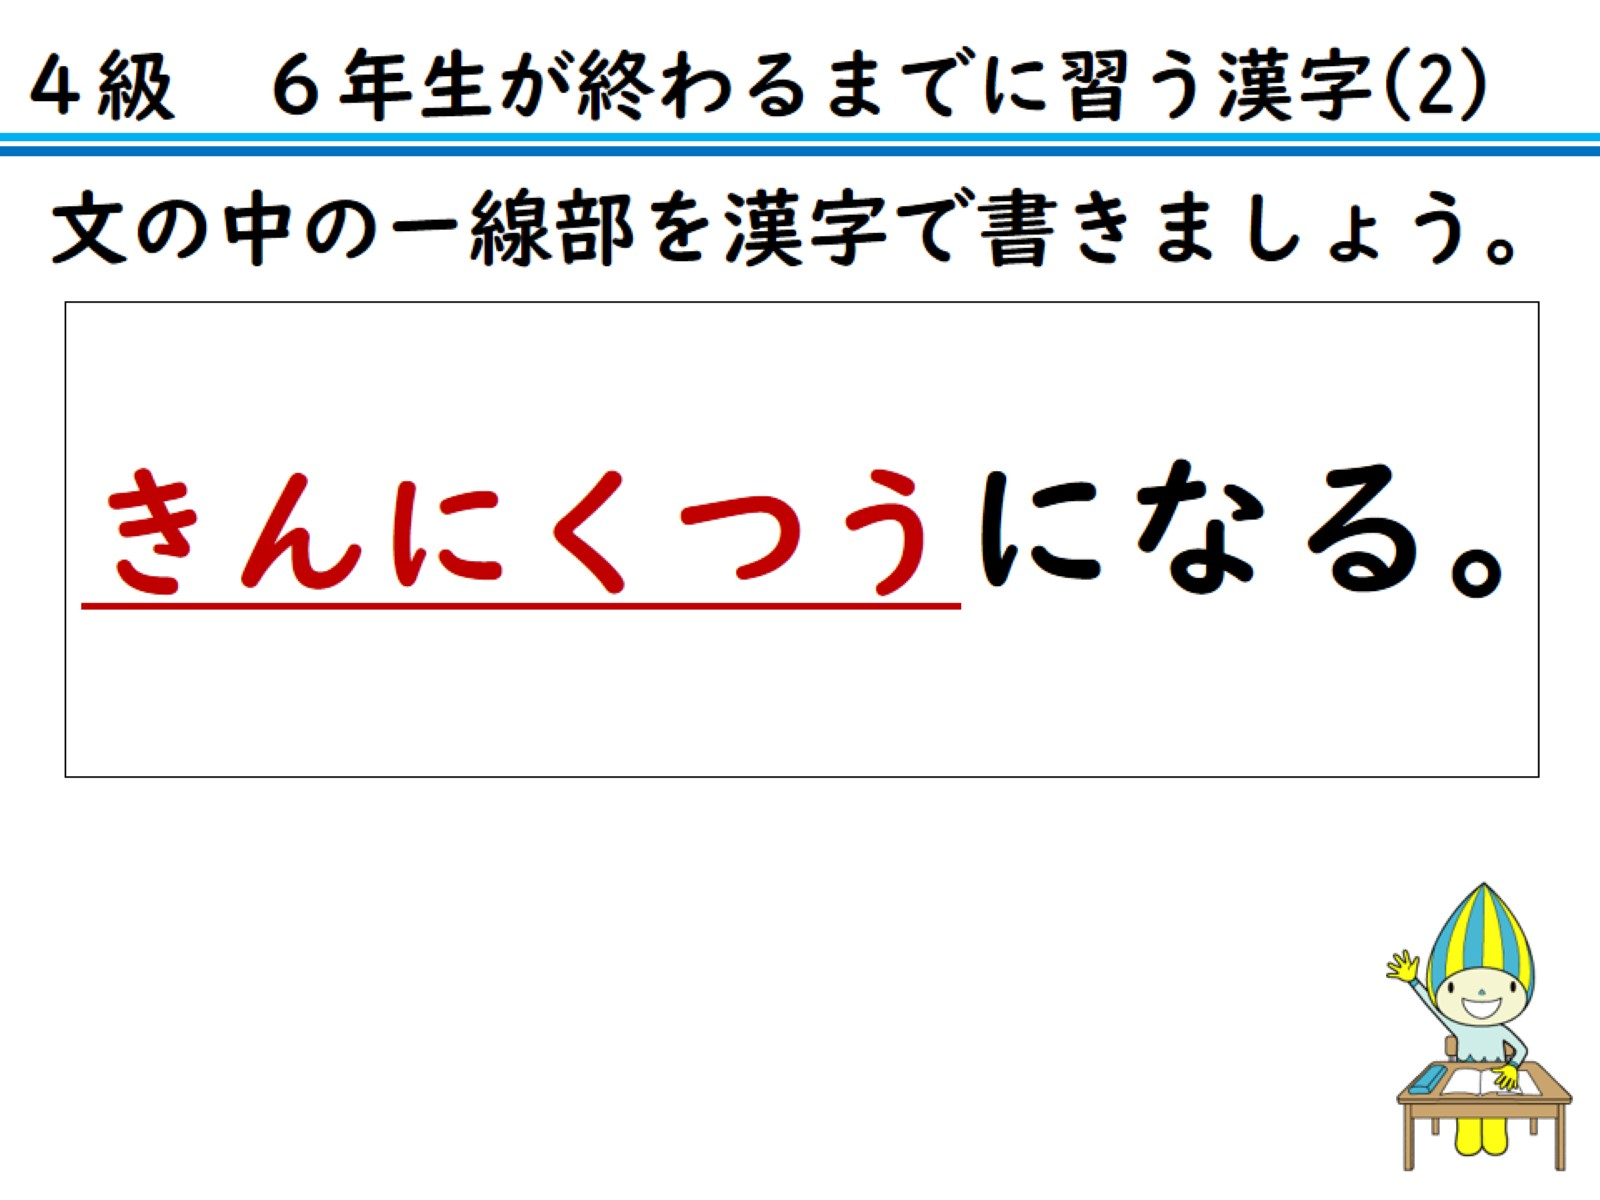 ４級　６年生が終わるまでに習う漢字(2)
文の中の一線部を漢字で書きましょう。
きんにくつうになる。